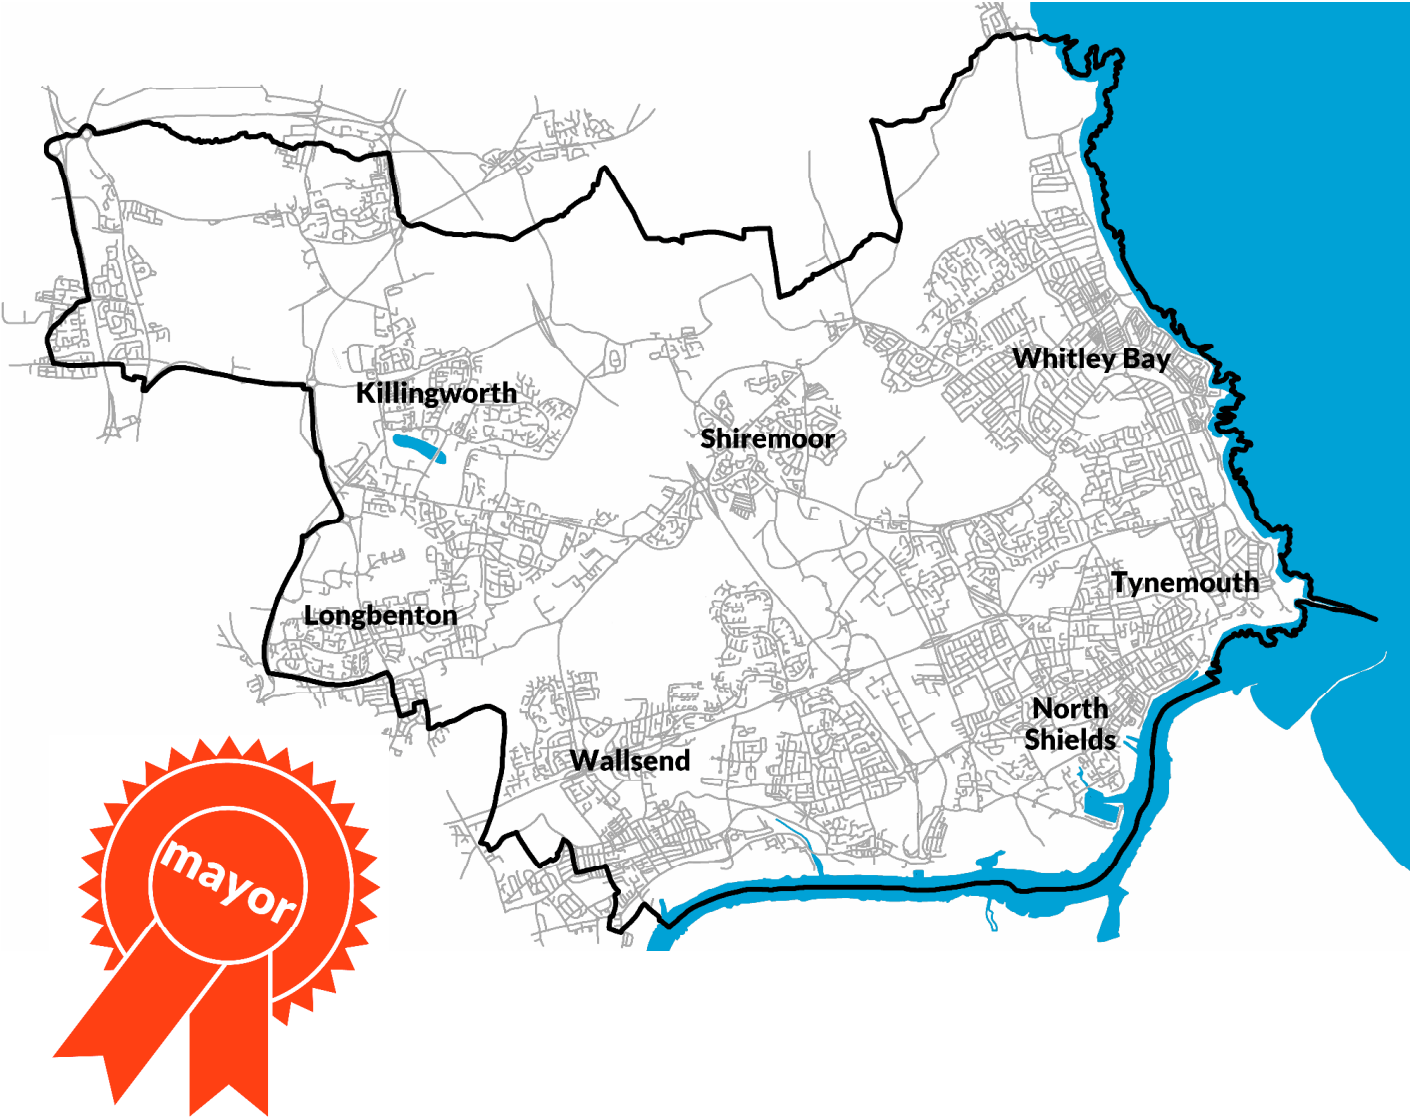 Whitley Bay
Killingworth
Shiremoor
Tynemouth
Longbenton
North
Shields
Wallsend
mayor